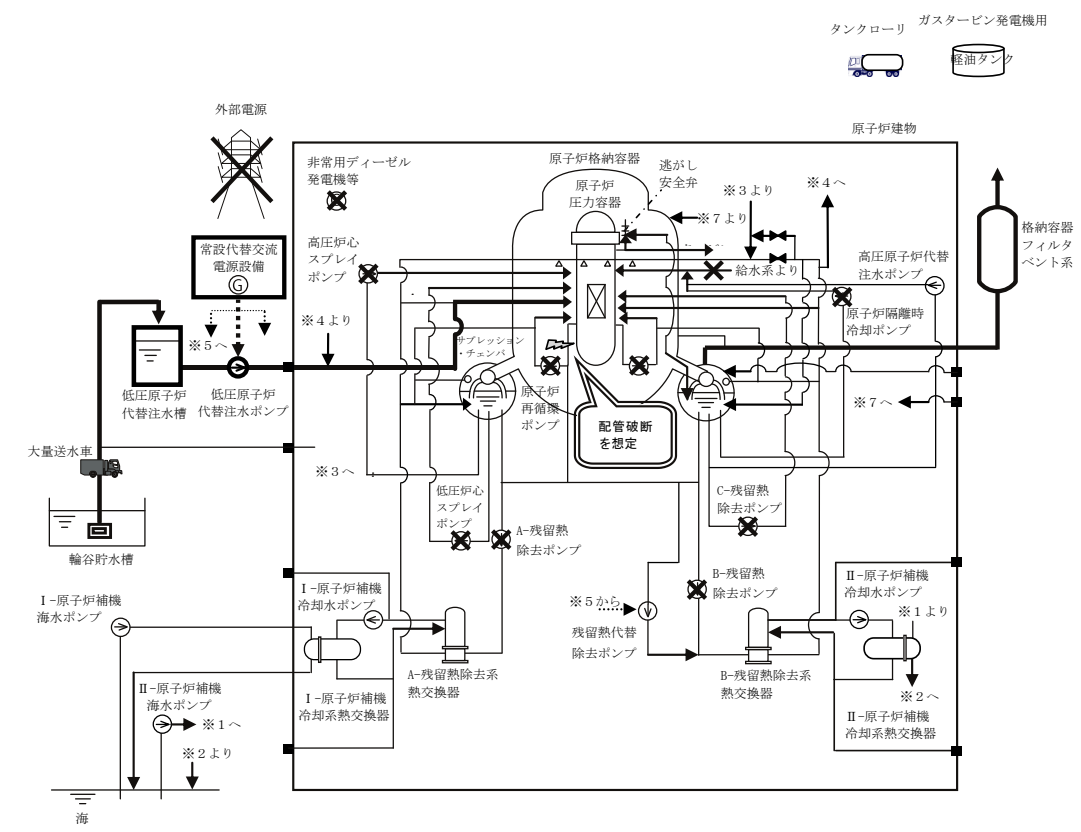 タンクローリ
ガスタービン発電機用
軽油タンク
外部電源
原子炉建物
非常用ディーゼル
発電機等
原子炉格納容器
原子炉
圧力容器
逃がし
安全弁
※３より
※４へ
※７より
常設代替交流
電源設備
G
高圧炉心
スプレイ
ポンプ
給水系より
高圧原子炉代替
注水ポンプ
格納容器
フィルタ
ベント系
原子炉隔離時
冷却ポンプ
※４より
※５へ
サプレッション
・チェンバ
低圧原子炉
代替注水槽
低圧原子炉
代替注水ポンプ
原子炉
再循環
ポンプ
配管破断
を想定
※７へ
大量送水車
※３へ
低圧炉心
スプレイ
ポンプ
A-残留熱
除去ポンプ
C-残留熱
除去ポンプ
輪谷貯水槽
B-残留熱
除去ポンプ
Ⅰ-原子炉補機
冷却水ポンプ
Ⅱ-原子炉補機
冷却水ポンプ
Ⅰ-原子炉補機
海水ポンプ
※５から
※１より
残留熱代替
除去ポンプ
A-残留熱除去系
熱交換器
B-残留熱除去系
熱交換器
Ⅱ-原子炉補機
海水ポンプ
※１へ
※２より
Ⅰ-原子炉補機
冷却系熱交換器
※２へ
Ⅱ-原子炉補機
冷却系熱交換器
海